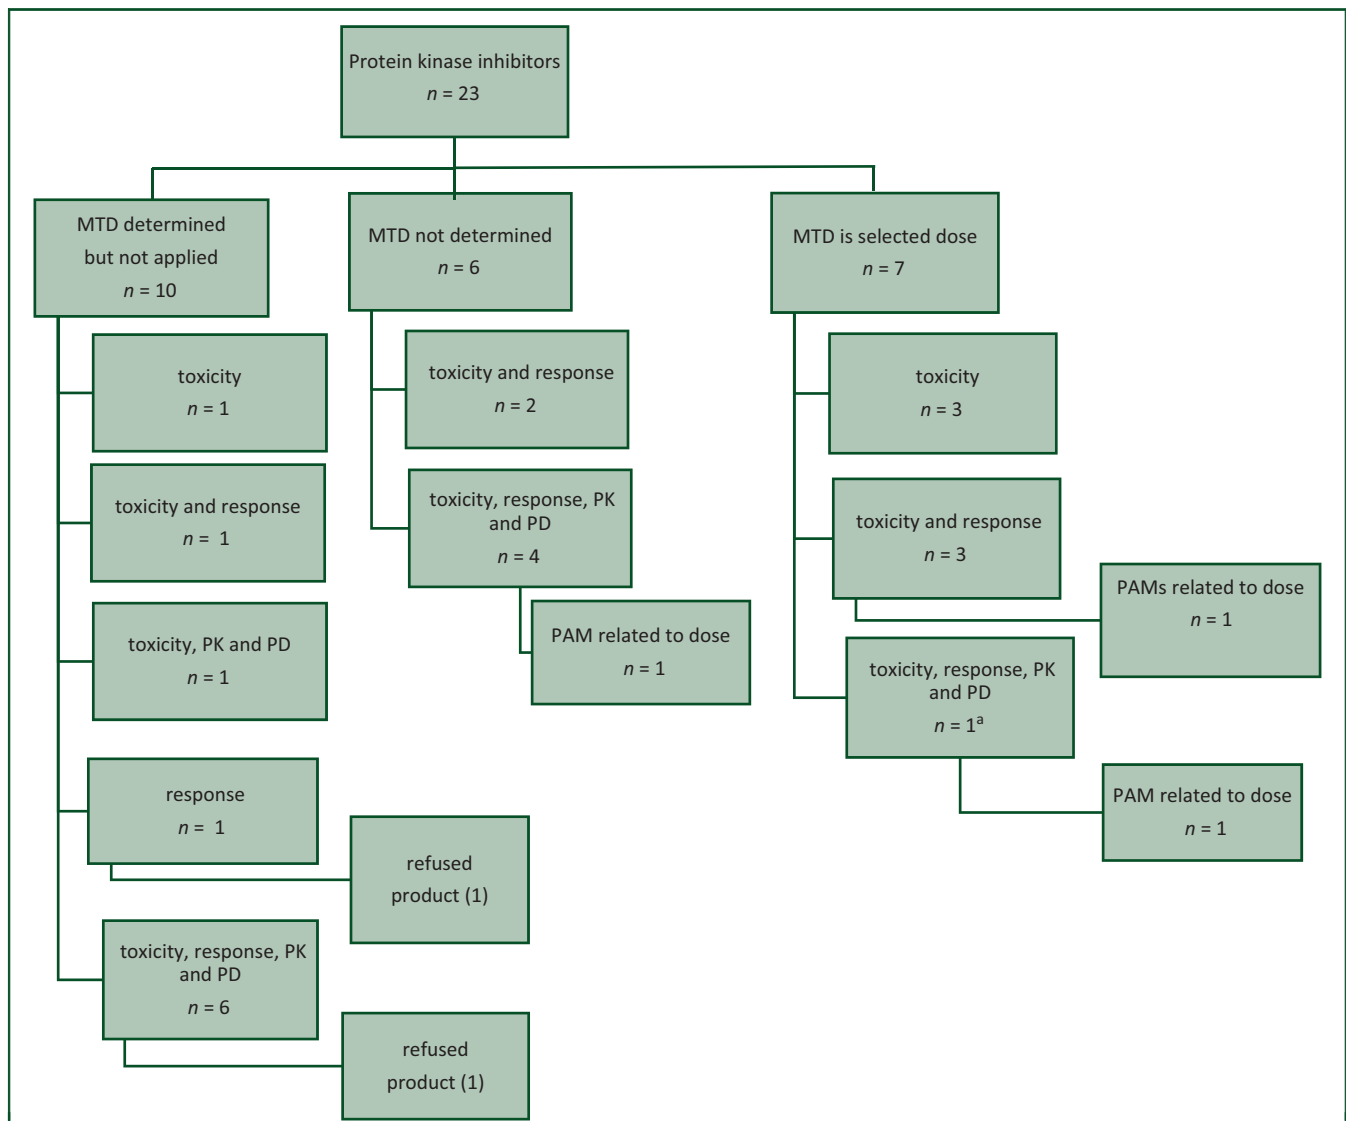 Protein kinase inhibitors
n = 23
MTD determined
but not applied
n = 10
toxicity
n = 1
toxicity and response
n = 1
toxicity, PK and PD
n = 1
response
n = 1
refused
product (1)
toxicity, response, PK
and PD
n = 6
refused
product (1)
MTD not determined
n = 6
toxicity and response
n = 2
toxicity, response, PK
and PD
n = 4
PAM related to dose
n = 1
MTD is selected dose
n = 7
toxicity
n = 3
toxicity and response
n = 3
PAMs related to dose
n = 1
toxicity, response, PK
and PD
n = 1a
PAM related to dose
n = 1